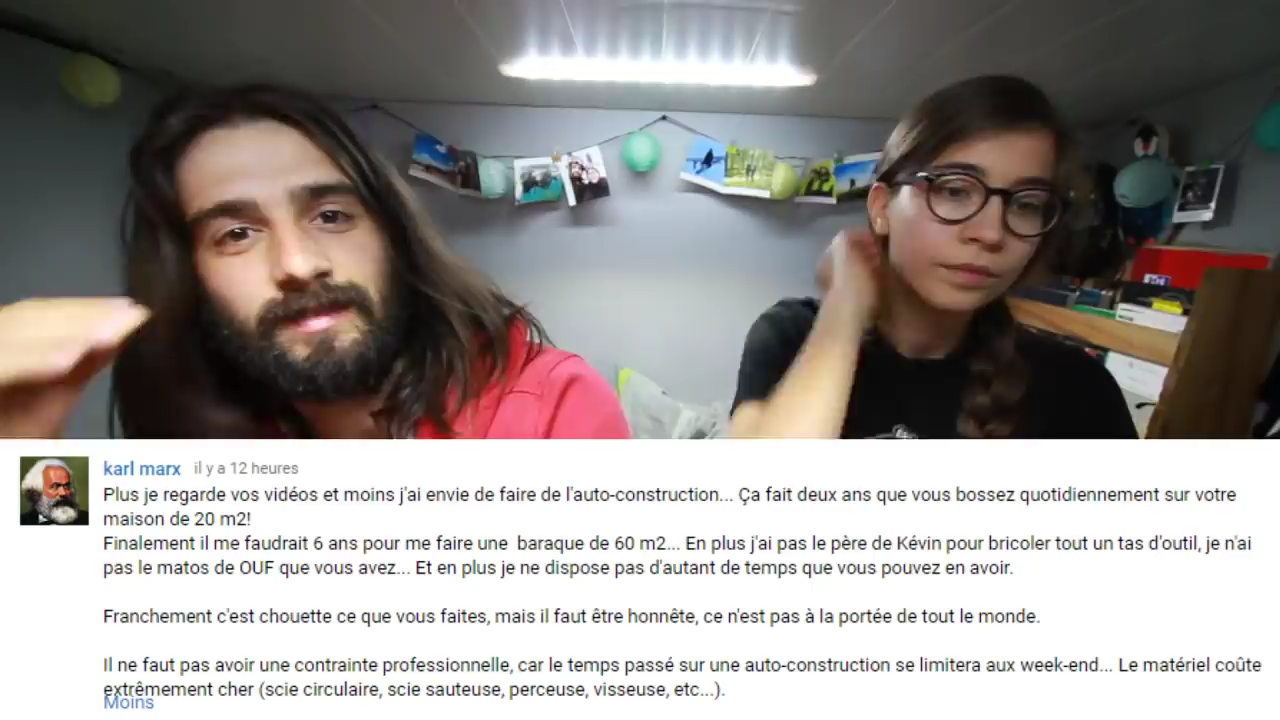 karl marx il y a 12 heures
Plus je regarde vos vidéos et moins j'ai envie de faire de l'auto-construction... Ça fait deux ans que vous bossez quotidiennement sur votre
maison de 20 m2!
Finalement il me faudrait 6 ans pour me faire une  baraque de 60 m2... En plus j'ai pas le père de Kévin pour bricoler tout un tas d'outil, je n'ai
pas le matos de OUF que vous avez... Et en plus je ne dispose pas d'autant de temps que vous pouvez en avoir.
Franchement c'est chouette ce que vous faites, mais il faut être honnête, ce n'est pas à la portée de tout le monde.
Il ne faut pas avoir une contrainte professionnelle, car le temps passé sur une auto-construction se limitera aux week-end... Le matériel coûte
extrêmement cher (scie circulaire, scie sauteuse, perceuse, visseuse, etc...).
Moins